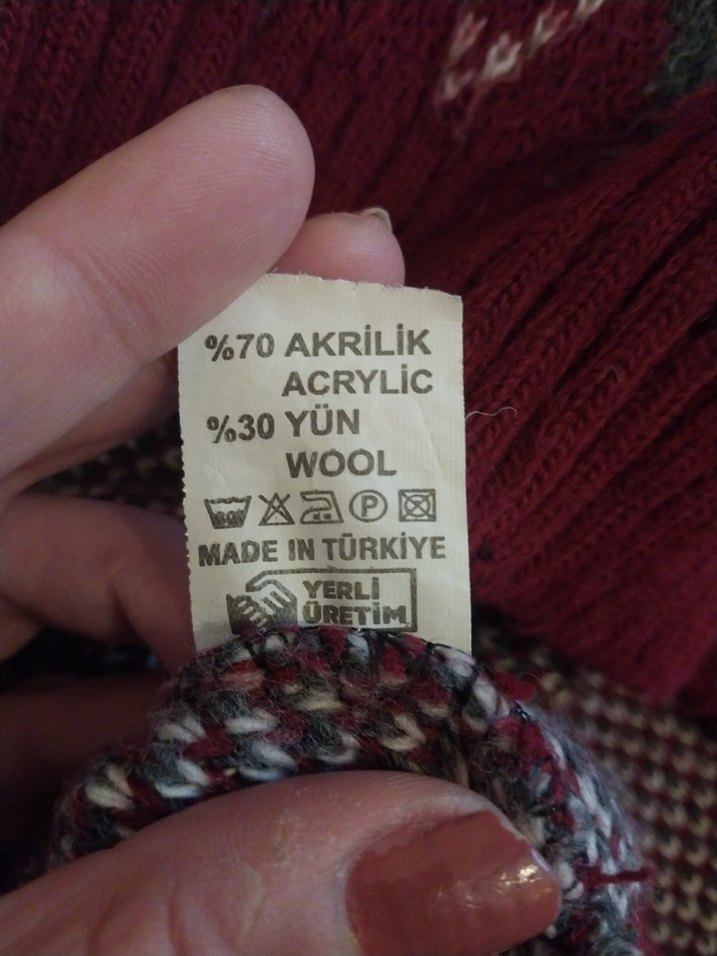 %70 AKRİLİK
ACRYLIC
%30 YÜN
WOOL
P
MADE IN TÜRKİYE
YERLİ
ÜRETİM